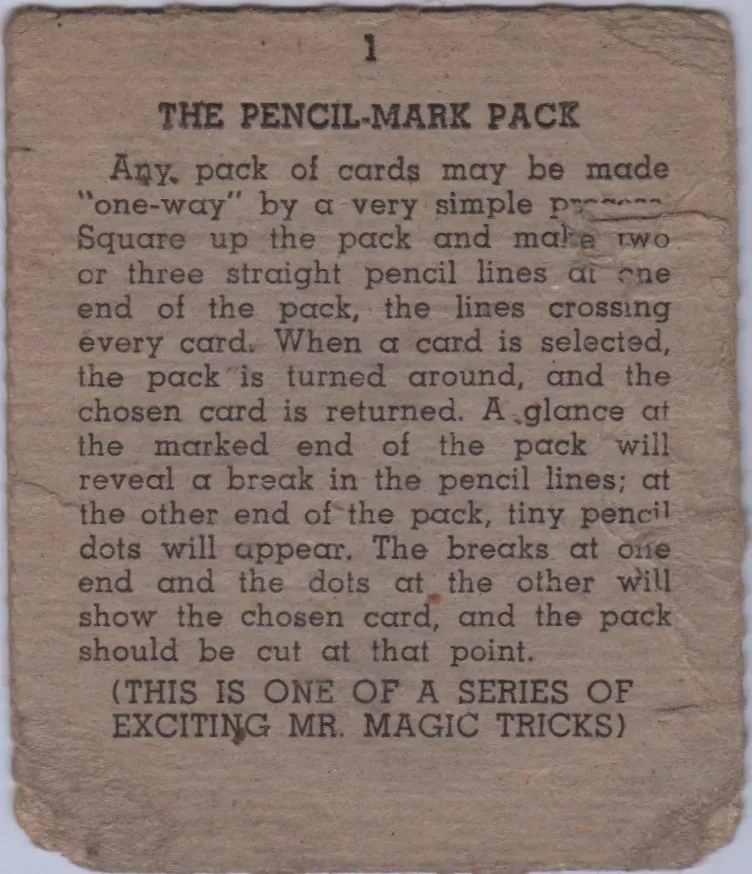 1
THE PENCIL-MARK PACK
Any pack of cards may be made
"one-way" by a very simple process.
Square up the pack and make two
or three straight pencil lines at one
end of the pack, the lines crossing
every card. When a card is selected,
the pack is turned around, and the
chosen card is returned. A glance at
the marked end of the pack will
reveal a break in the pencil lines; at
the other end of the pack, tiny pencil
dots will appear. The breaks at one
end and the dots at the other will
show the chosen card, and the pack
should be cut at that point.
(THIS IS ONE OF A SERIES OF
EXCITING MR. MAGIC TRICKS)